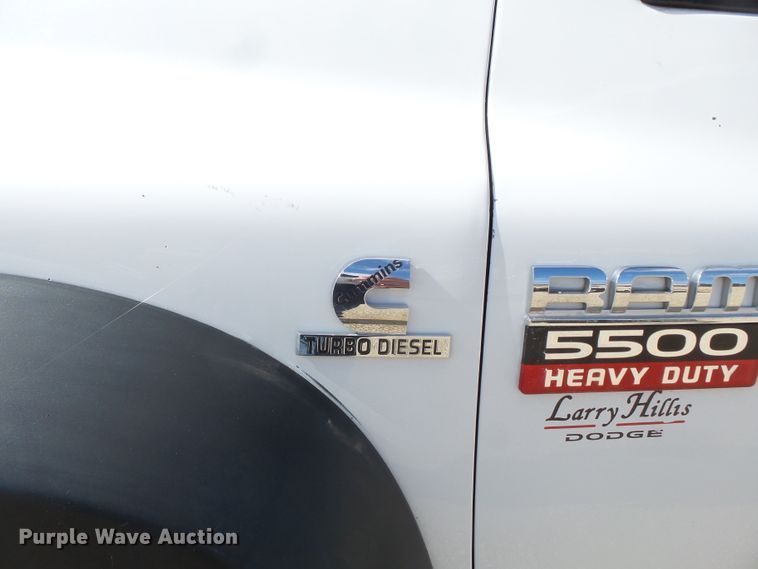 cummins
TURBO DIESEL
RAM
5500
HEAVY DUTY
Larry Hillis
DODGE
Purple Wave Auction